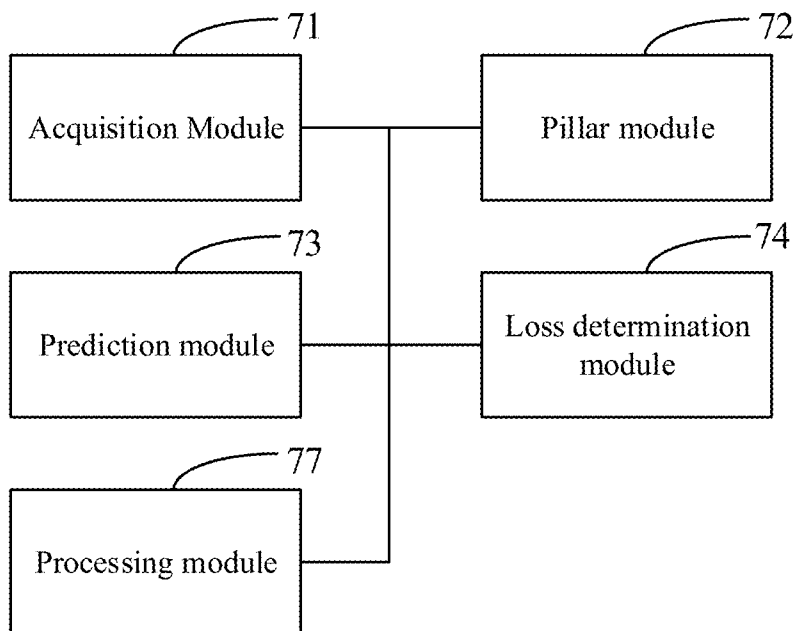 71
72
Acquisition Module
Pillar module
73
74
Prediction module
Loss determination
module
77
Processing module